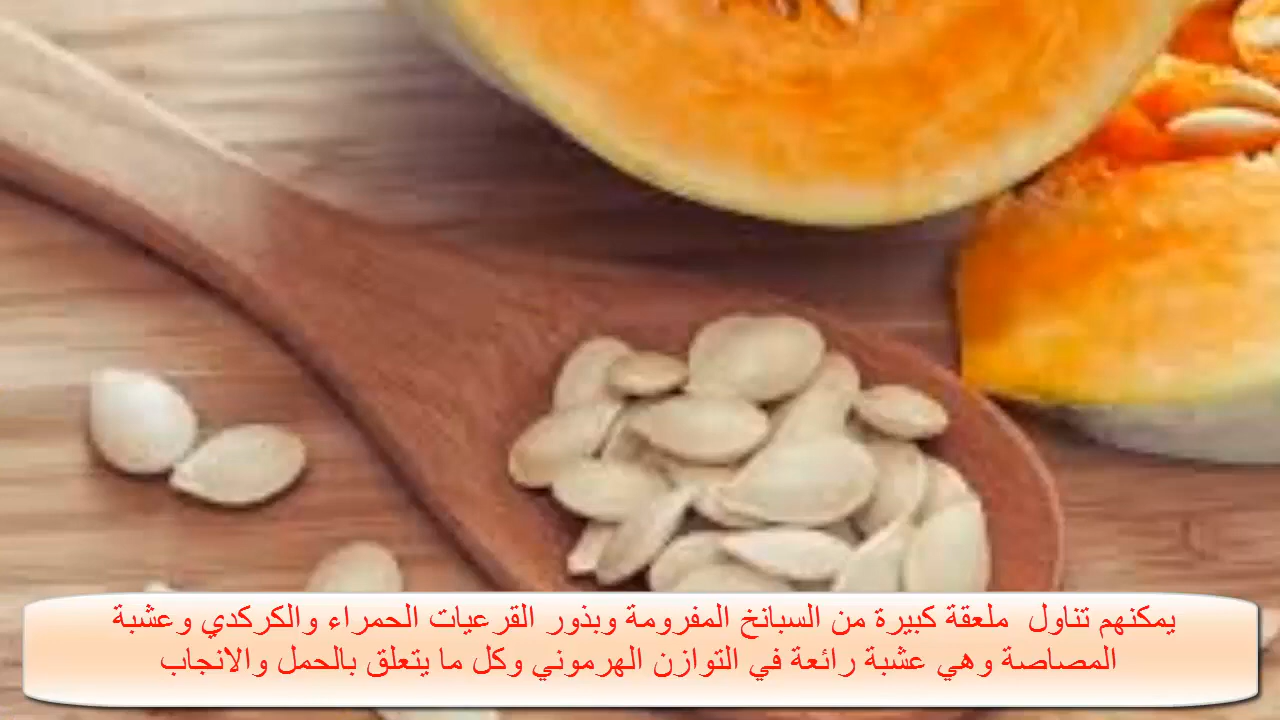 يمكنهم تناول  ملعقة كبيرة من السبانخ المفرومة وبذور القرعيات الحمراء والكركدي وعشبة
المصاصة وهي عشبة رائعة في التوازن الهرموني وكل ما يتعلق بالحمل والانجاب